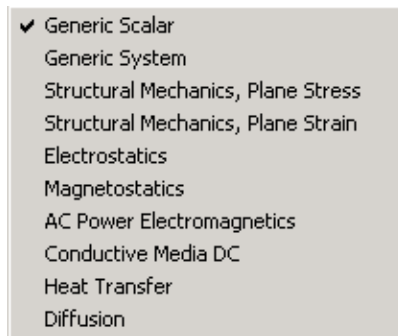 Generic Scalar
Generic System
Structural Mechanics, Plane Stress
Structural Mechanics, Plane Strain
Electrostatics
Magnetostatics
AC Power Electromagnetics
Conductive Media DC
Heat Transfer
Diffusion